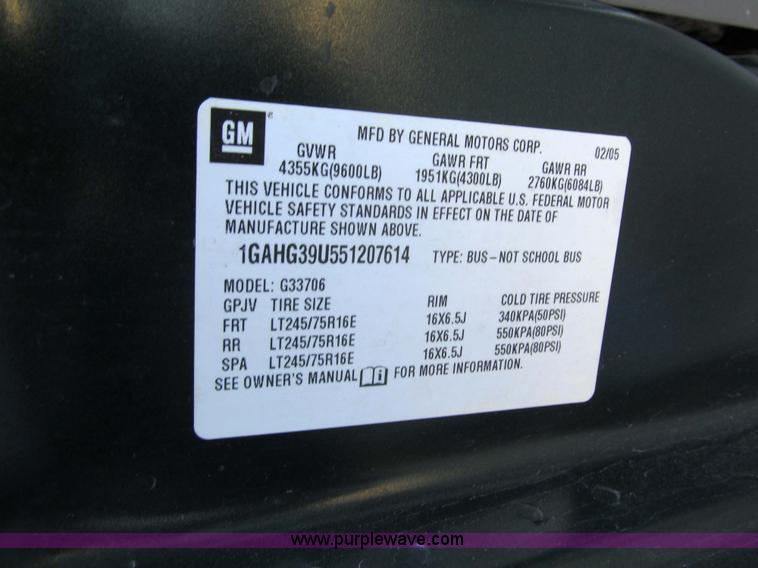 GM ®
MFD BY GENERAL MOTORS CORP. 02/05
GVWR GAWR FRT GAWR RR
4355KG(9600LB) 1951KG(4300LB) 2760KG(6084LB)
THIS VEHICLE CONFORMS TO ALL APPLICABLE U.S. FEDERAL MOTOR
VEHICLE SAFETY STANDARDS IN EFFECT ON THE DATE OF
MANUFACTURE SHOWN ABOVE.
1GAHG39U551207614 TYPE: BUS-NOT SCHOOL BUS
MODEL: G33706
GPJV TIRE SIZE RIM COLD TIRE PRESSURE
FRT LT245/75R16E 16X6.5J 340KPA(50PSI)
RR LT245/75R16E 16X6.5J 550KPA(80PSI)
SPA LT245/75R16E 16X6.5J 550KPA(80PSI)
SEE OWNER'S MANUAL FOR MORE INFORMATION.
www.purplewave.com